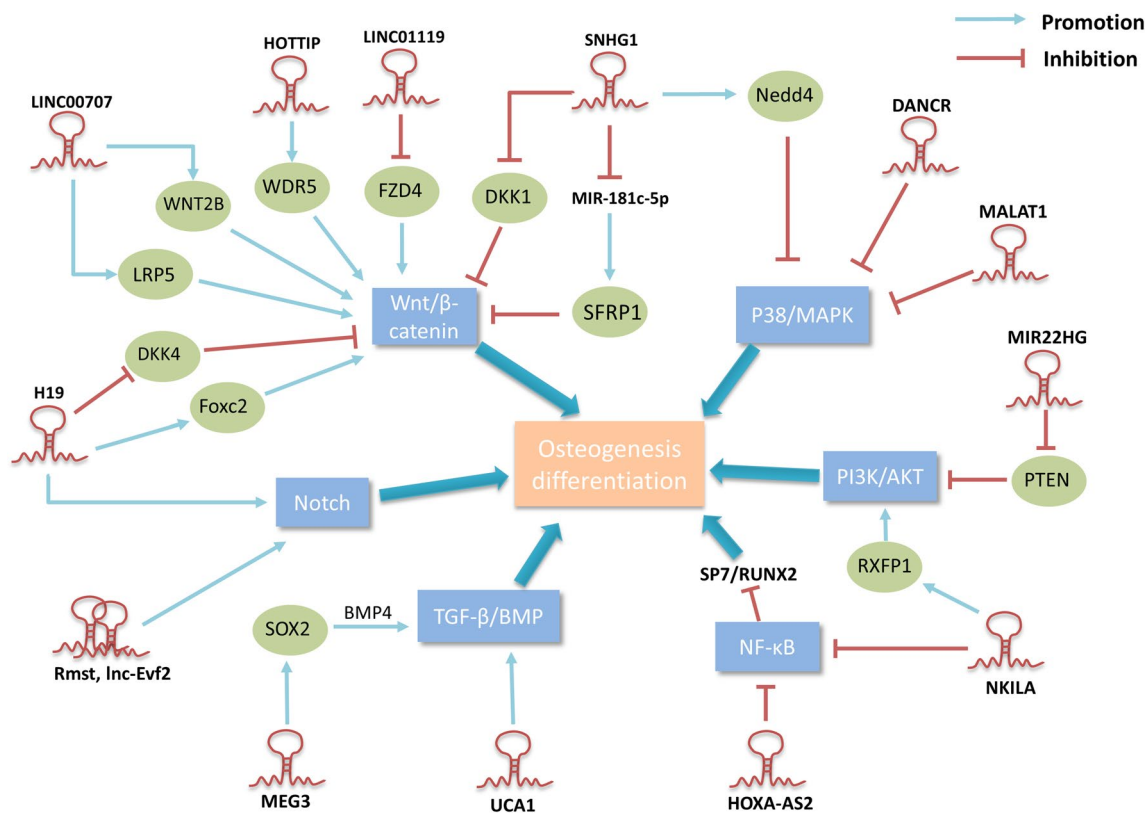 Promotion
Inhibition
HOTTIP
LINC01119
SNHG1
LINC00707
Nedd4
DANCR
WNT2B
WDR5
FZD4
DKK1
MIR-181c-5p
MALAT1
LRP5
Wnt/β-
catenin
SFRP1
P38/MAPK
DKK4
MIR22HG
H19
Foxc2
Osteogenesis
differentiation
PI3K/AKT
PTEN
Notch
RXFP1
SP7/RUNX2
SOX2
BMP4
TGF-β/BMP
NF-κB
Rmst, lnc-Evf2
NKILA
MEG3
UCA1
HOXA-AS2